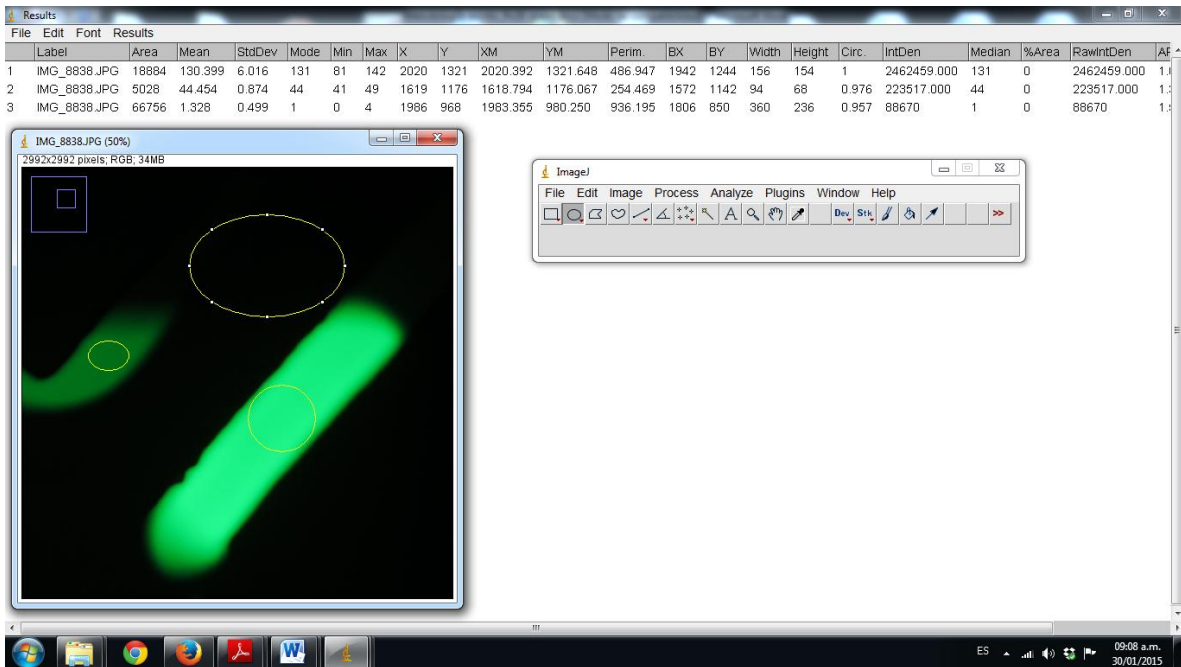 Results
File Edit Font Results
Label Area Mean StdDev Mode Min Max X Y XM YM Perim. BX BY Width Height Circ. IntDen Median %Area RawIntDen
1 IMG_8838.JPG 18884 130.399 6.016 131 81 142 2020 1321 2020.392 1321.648 486.947 1942 1244 156 154 1 2462459.000 131 0 2462459.000
2 IMG_8838.JPG 5028 44.454 0.874 44 41 49 1619 1176 1618.794 1176.067 254.469 1572 1142 94 68 0.976 223517.000 44 0 223517.000
3 IMG_8838.JPG 66756 1.328 0.499 1 0 4 1986 968 1983.355 980.250 936.195 1806 850 360 236 0.957 88670 1 0 88670
IMG_8838.JPG (50%)
2992x2992 pixels; RGB; 34MB
ImageJ
File Edit Image Process Analyze Plugins Window Help
A Dev Stk >>
W
ES 09:08 a.m.
30/01/2015